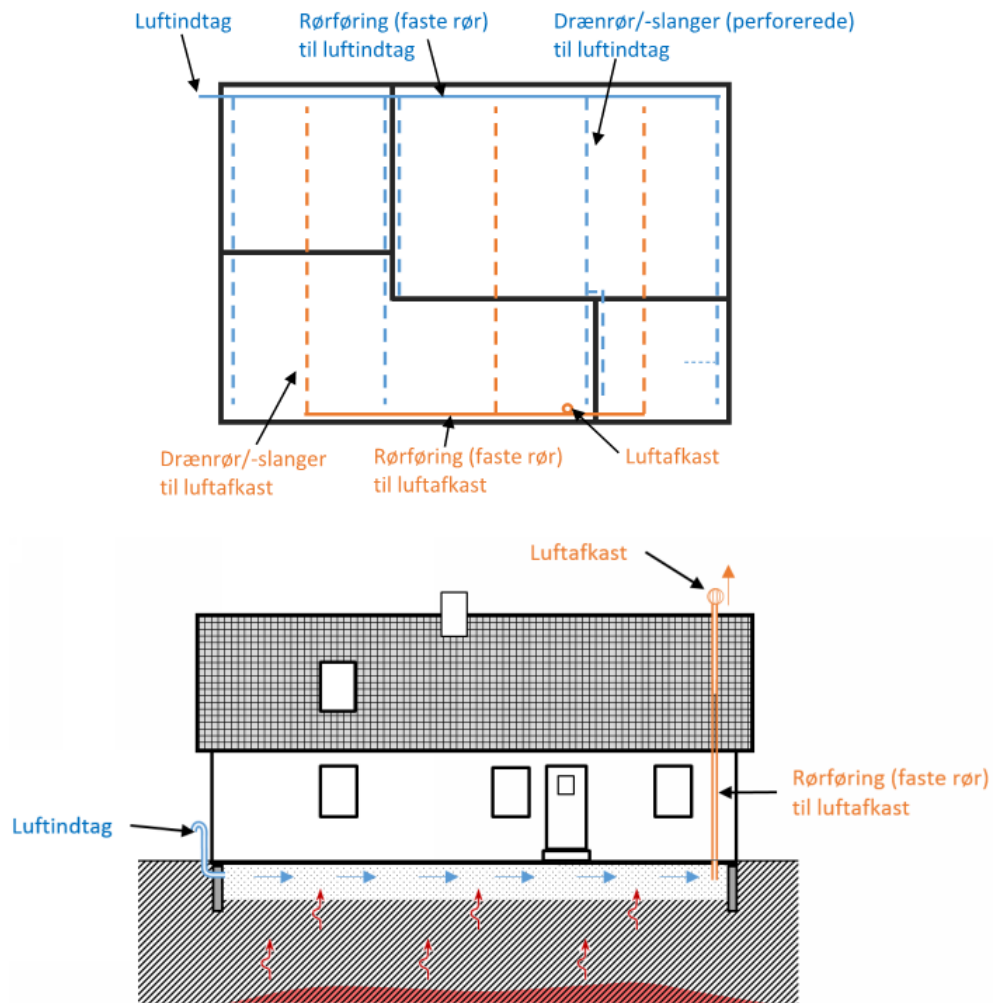 Luftindtag
Rørføring (faste rør)
til luftindtag
Drænrør/-slanger (perforerede)
til luftindtag
Drænrør/-slanger
til luftafkast
Rørføring (faste rør)
til luftafkast
Luftafkast
Luftafkast
Rørføring (faste rør)
til luftafkast
Luftindtag